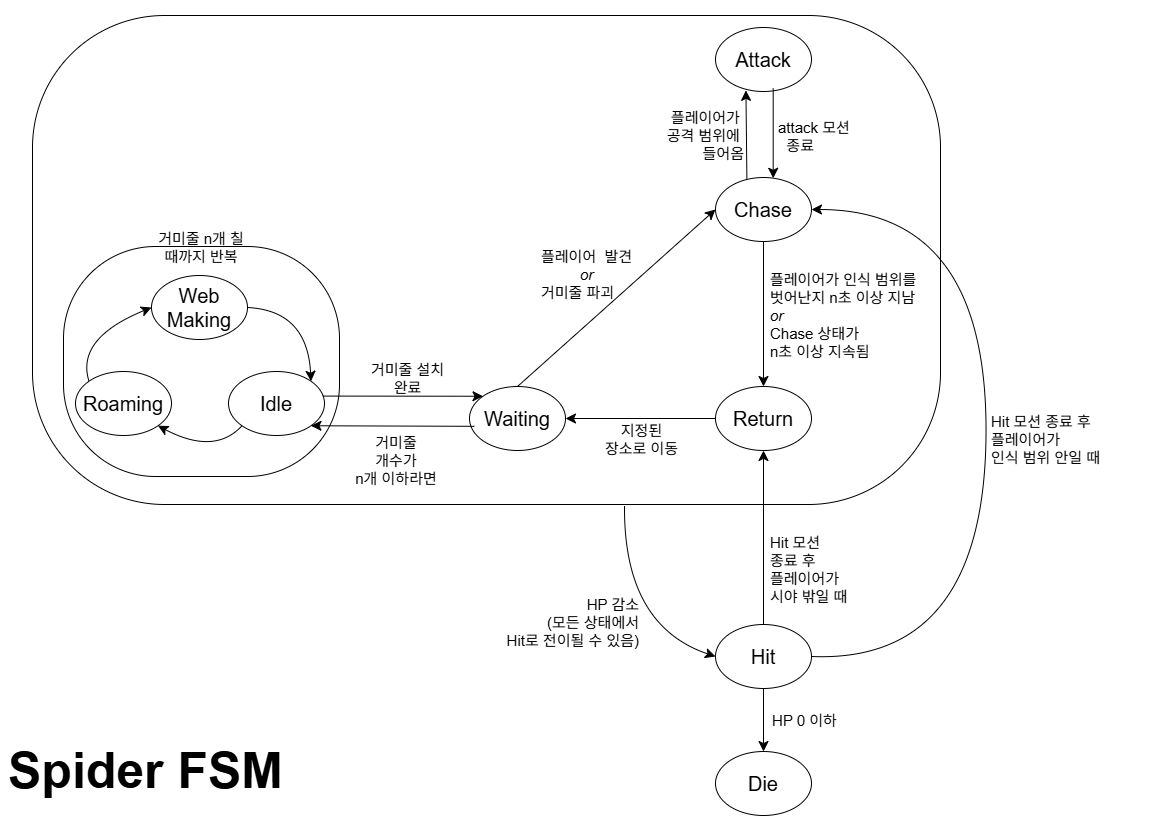 Attack
플레이어가
공격 범위에
들어옴
attack 모션
종료
Chase
거미줄 n개 칠
때까지 반복
플레이어 발견
or
거미줄 파괴
플레이어가 인식 범위를
벗어난지 n초 이상 지남
or
Chase 상태가
n초 이상 지속됨
Web
Making
Roaming
Idle
거미줄 설치
완료
Waiting
Return
지정된
장소로 이동
거미줄
개수가
n개 이하라면
Hit 모션 종료 후
플레이어가
인식 범위 안일 때
Hit 모션
종료 후
플레이어가
시야 밖일 때
HP 감소
(모든 상태에서
Hit로 전이될 수 있음)
Hit
HP 0 이하
Die
Spider FSM